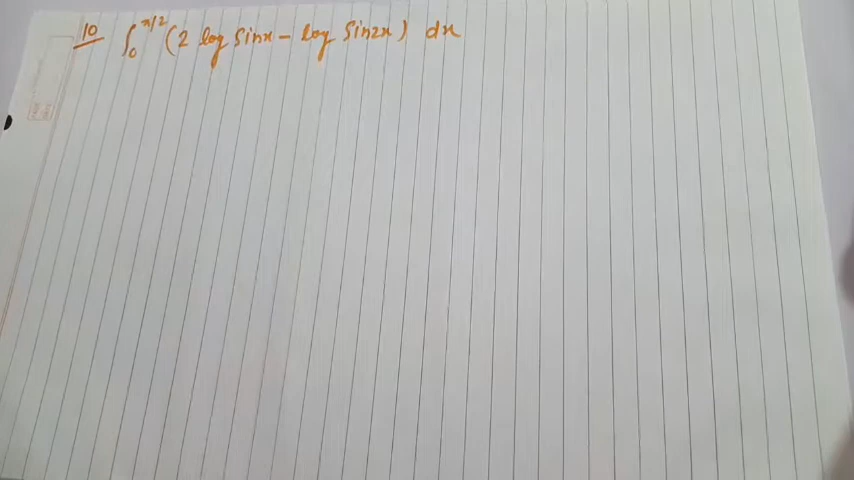 10 ∫₀^π/2 (2 log sinx - log sin2x) dx